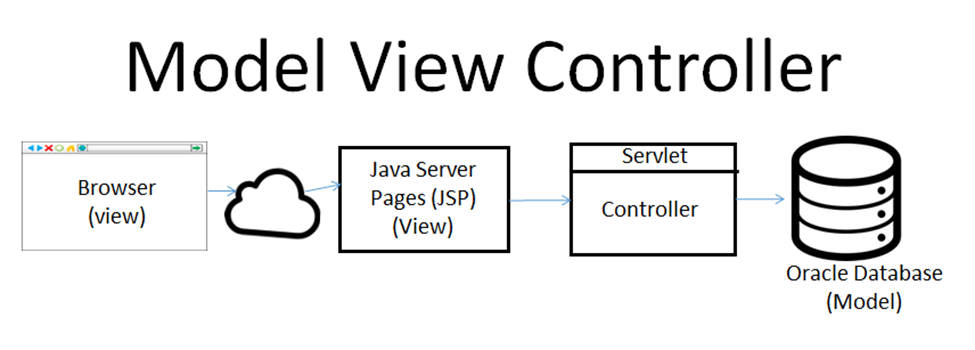 Model View Controller
Browser
(view)
Java Server
Pages (JSP)
(View)
Servlet
Controller
Oracle Database
(Model)